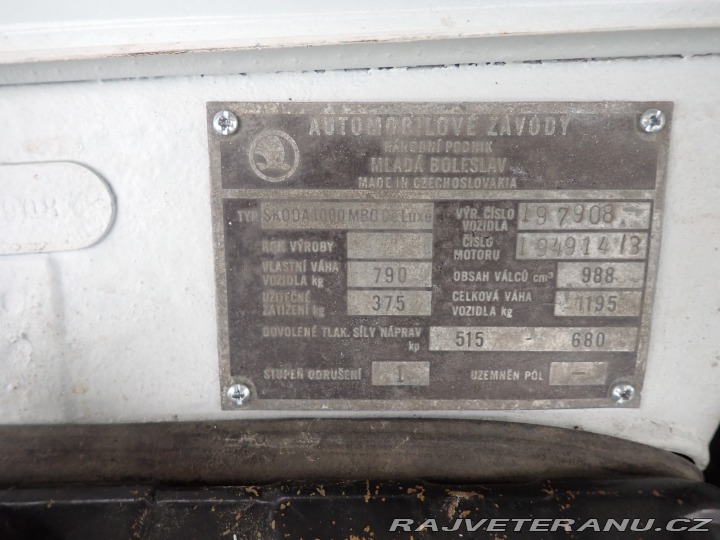 AUTOMOBILOVÉ ZÁVODY
NÁRODNÍ PODNIK
MLADÁ BOLESLAV
MADE IN CZECHOSLOVAKIA
TYP ŠKODA 1000 MBG De Luxe
VÝR. ČÍSLO VOZIDLA 197908
ROK VÝROBY
ČÍSLO MOTORU 194914/3
VLASTNÍ VÁHA VOZIDLA kg 790
OBSAH VÁLCŮ cm³ 988
UŽITEČNÉ ZATÍŽENÍ kg 375
CELKOVÁ VÁHA VOZIDLA kg 1195
DOVOLENÉ TLAK. SÍLY NÁPRAV kp 515 680
STUPEŇ ODRUŠENÍ 1
UZEMNĚN PÓL –
RAJVETERANU.CZ